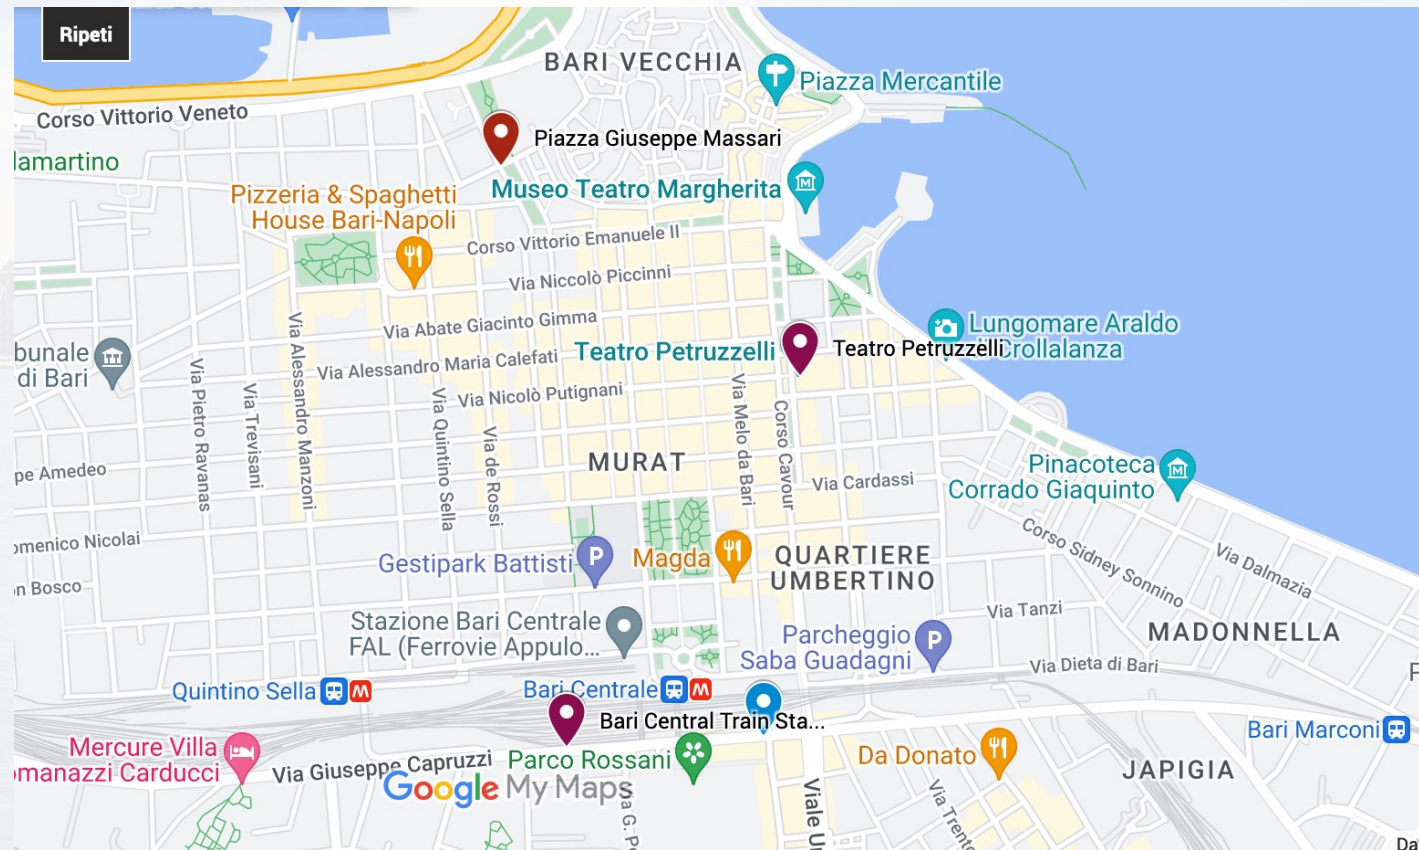 Ripeti
BARI VECCHIA
Piazza Mercantile
Corso Vittorio Veneto
Piazza Giuseppe Massari
lamartino
Museo Teatro Margherita
Pizzeria & Spaghetti
House Bari-Napoli
Corso Vittorio Emanuele II
Via Niccolò Piccinni
Via Abate Giacinto Gimma
Lungomare Araldo
Crollalanza
Teatro Petruzzelli
Teatro Petruzzelli
bunale
di Bari
Via Alessandro Maria Calefati
Via Nicolò Putignani
Via Pietro Ravanas
Via Trevisani
Via Alessandro Manzoni
Via Quintino Sella
Via de Rossi
Via Melo da Bari
Corso Cavour
MURAT
pe Amedeo
Via Cardassi
Pinacoteca
Corrado Giaquinto
omenico Nicolai
Corso Sidney Sonnino
Via Dalmazia
Gestipark Battisti
P
Magda
QUARTIERE
UMBERTINO
n Bosco
Via Tanzi
Stazione Bari Centrale
FAL (Ferrovie Appulo...
Parcheggio
Saba Guadagni
P
MADONNELLA
Via Dieta di Bari
Quintino Sella
M
Bari Centrale
M
Bari Central Train Sta...
Bari Marconi
Mercure Villa
omanazzi Carducci
Via Giuseppe Capruzzi
Parco Rossani
Da Donato
JAPIGIA
Google My Maps
Viale Ur
Via Trento
a G. Pe
Da